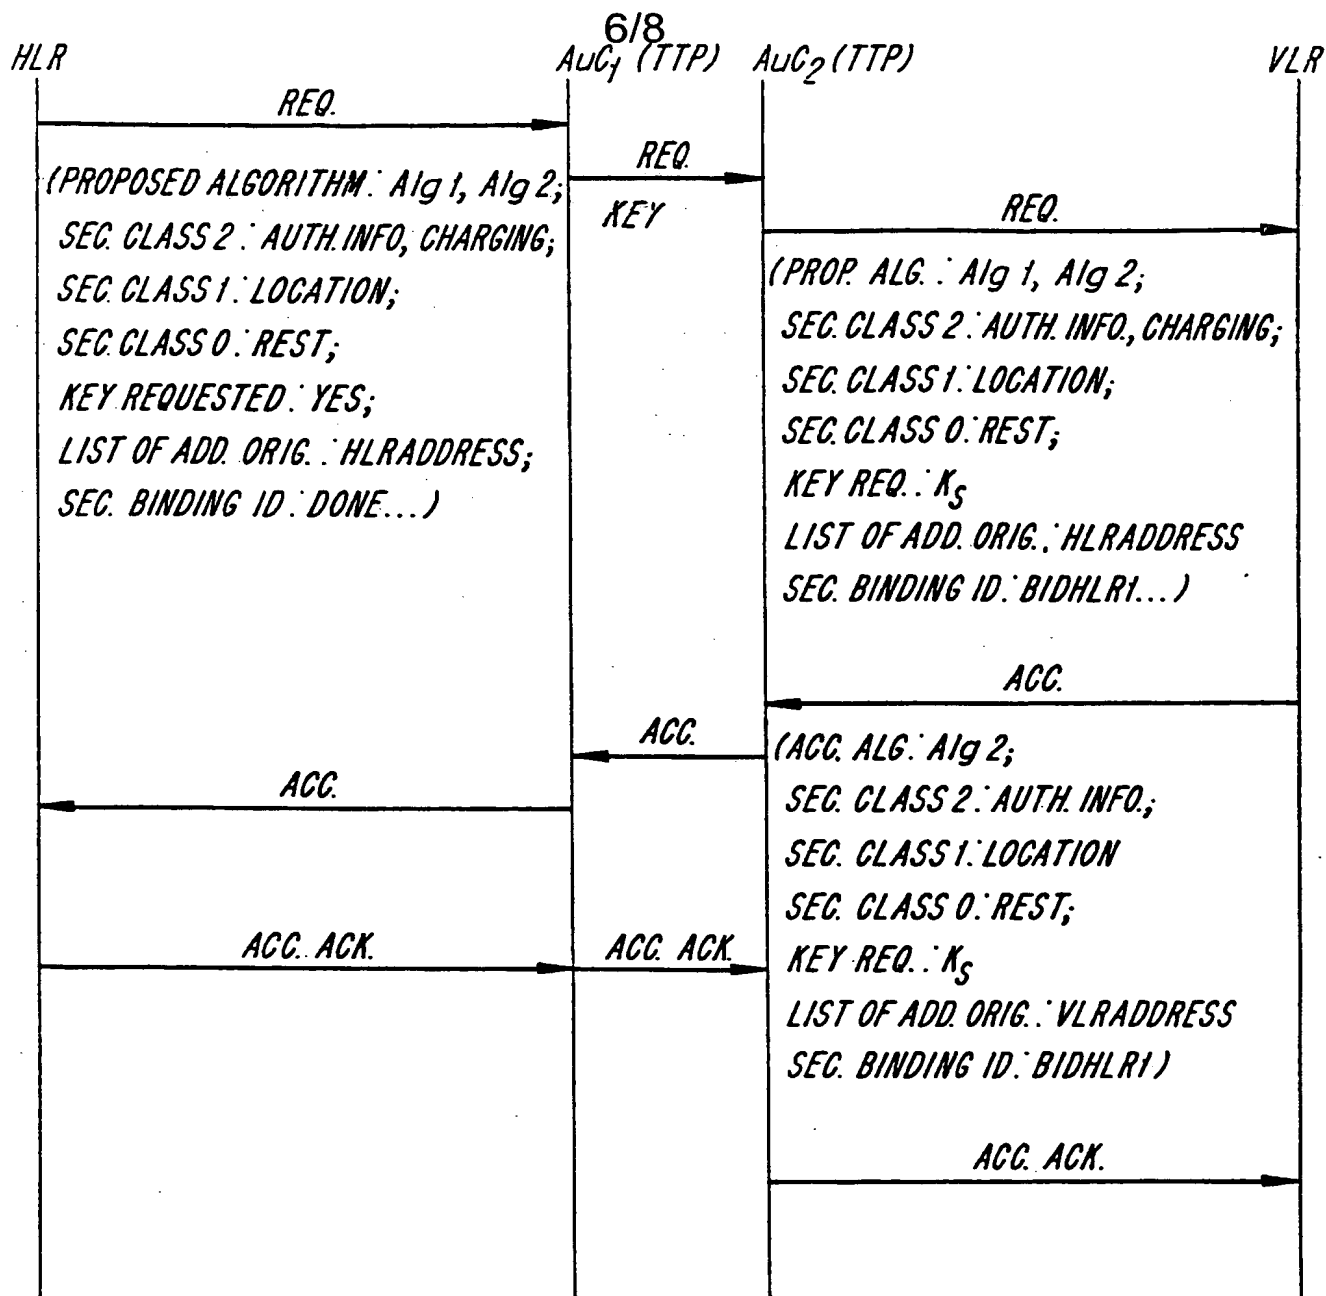 6/8
HLR
AuC1 (TTP)
AuC2 (TTP)
VLR
REQ.
(PROPOSED ALGORITHM: Alg 1, Alg 2;
SEC. CLASS 2: AUTH.INFO, CHARGING;
SEC. CLASS 1: LOCATION;
SEC. CLASS 0: REST;
KEY REQUESTED: YES;
LIST OF ADD. ORIG.: HLRADDRESS;
SEC. BINDING ID: DONE...)
REQ.
KEY
REQ.
(PROP. ALG.: Alg 1, Alg 2;
SEC. CLASS 2: AUTH. INFO., CHARGING;
SEC. CLASS 1: LOCATION;
SEC. CLASS 0: REST;
KEY REQ.: KS
LIST OF ADD. ORIG.: HLRADDRESS
SEC. BINDING ID: BIDHLR1...)
ACC.
ACC.
ACC.
(ACC. ALG: Alg 2;
SEC. CLASS 2: AUTH. INFO.;
SEC. CLASS 1: LOCATION
SEC. CLASS 0: REST;
KEY REQ.: KS
LIST OF ADD. ORIG.: VLRADDRESS
SEC. BINDING ID: BIDHLR1)
ACC. ACK.
ACC. ACK.
ACC. ACK.